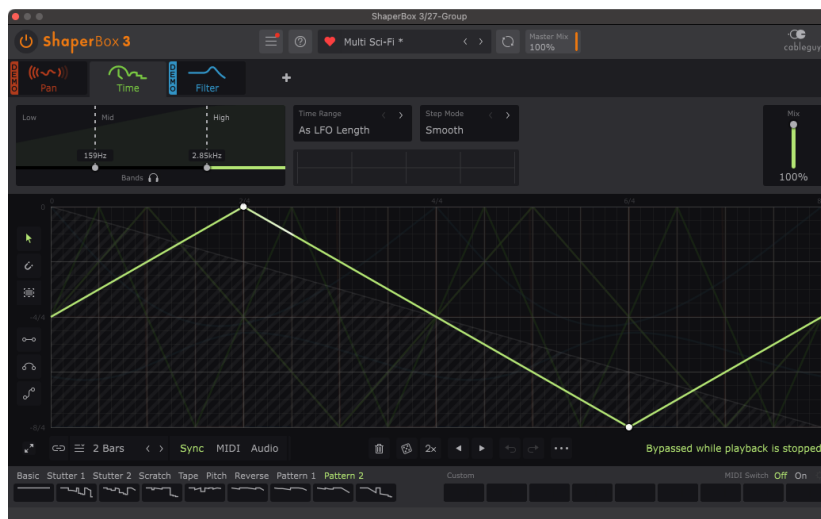 ShaperBox 3/27-Group
ShaperBox 3
Multi Sci-Fi *
Master Mix
100%
cableguy
DEMO
Pan
Time
DEMO
Filter
Low
Mid
High
159Hz
2.85kHz
Bands
Time Range
As LFO Length
Step Mode
Smooth
Mix
100%
0
0
4/4
6/4
-4/4
-8/4
2 Bars
Sync MIDI Audio
2x
Bypassed while playback is stopped
Basic Stutter 1 Stutter 2 Scratch Tape Pitch Reverse Pattern 1 Pattern 2
Custom
MIDI Switch Off On